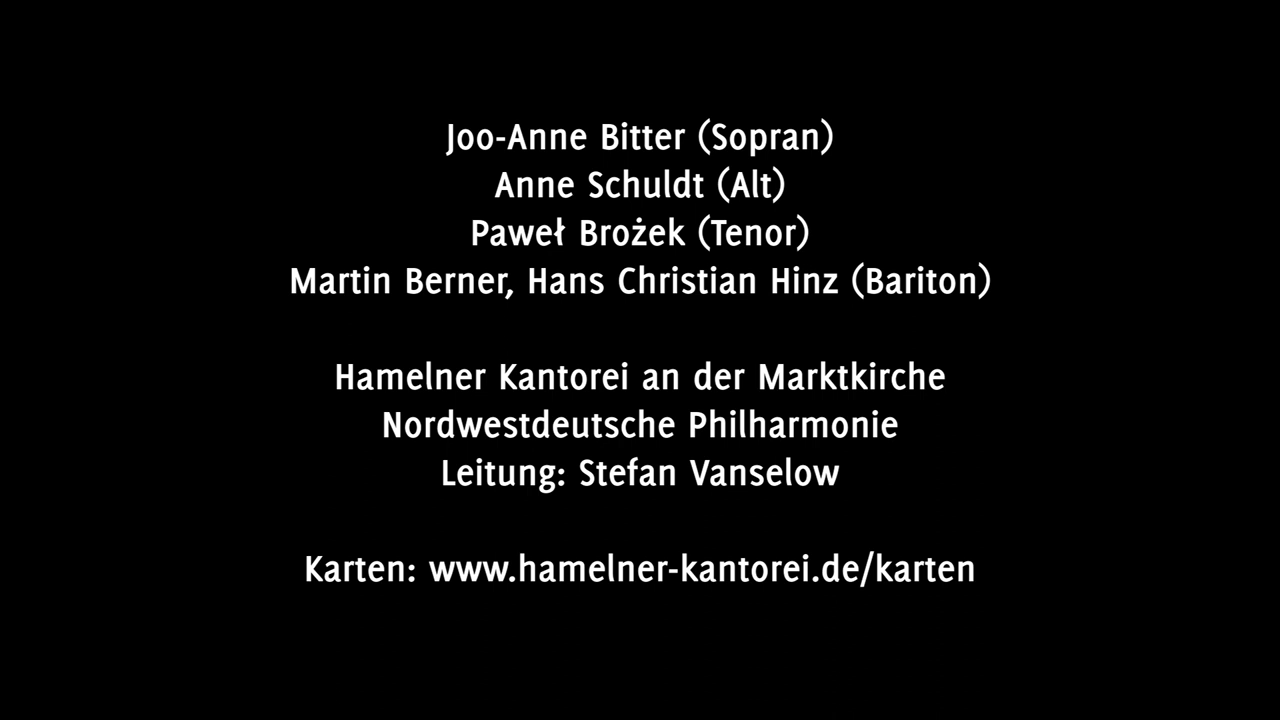 Joo-Anne Bitter (Sopran)
Anne Schuldt (Alt)
Paweł Brożek (Tenor)
Martin Berner, Hans Christian Hinz (Bariton)
Hamelner Kantorei an der Marktkirche
Nordwestdeutsche Philharmonie
Leitung: Stefan Vanselow
Karten: www.hamelner-kantorei.de/karten